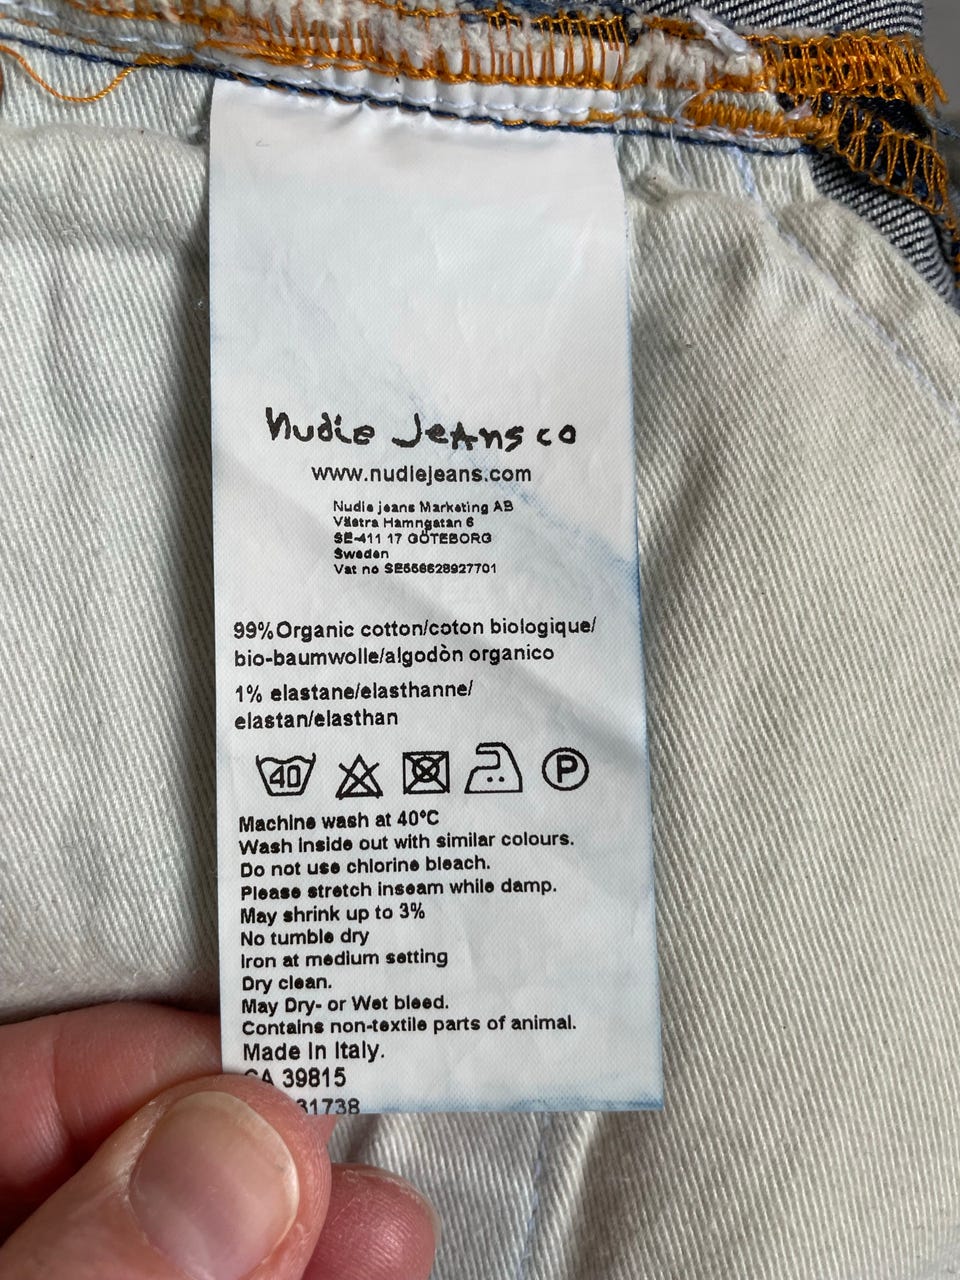 nudie Jeans co
www.nudiejeans.com
Nudie jeans Marketing AB
Västra Hamngatan 6
SE-411 17 GÖTEBORG
Sweden
Vat no SE556628927701
99%Organic cotton/coton biologique/
bio-baumwolle/algodòn organico
1% elastane/elasthanne/
elastan/elasthan
40
P
Machine wash at 40°C
Wash inside out with similar colours.
Do not use chlorine bleach.
Please stretch inseam while damp.
May shrink up to 3%
No tumble dry
Iron at medium setting
Dry clean.
May Dry- or Wet bleed.
Contains non-textile parts of animal.
Made In Italy.
CA 39815
31738